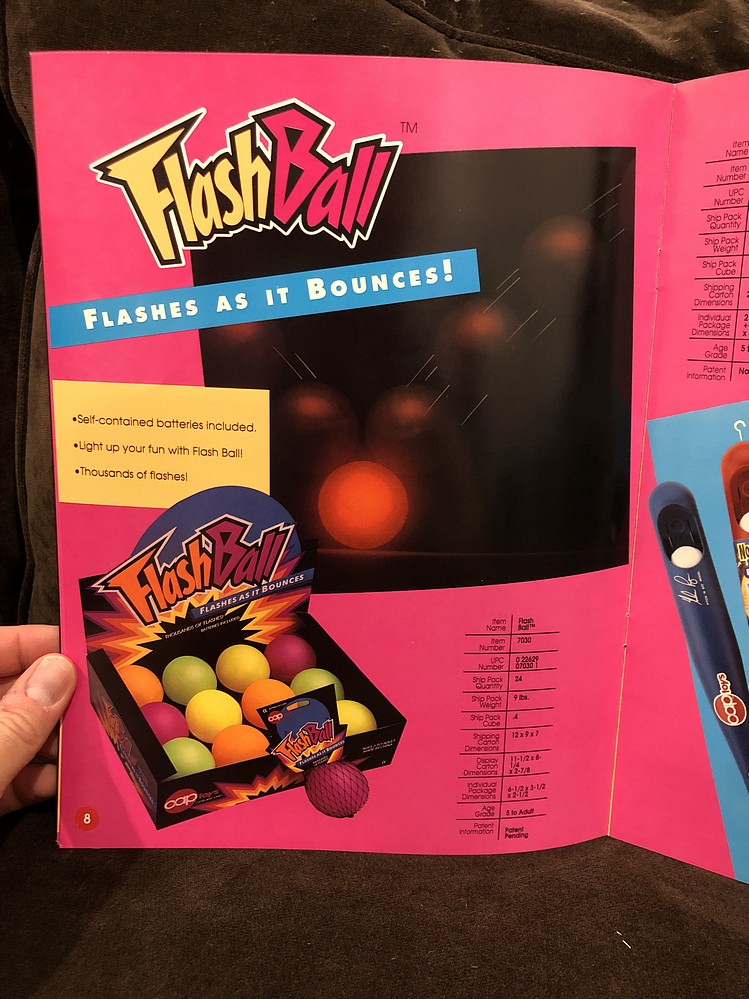 FlashBall
TM
FLASHES AS IT BOUNCES!
•Self-contained batteries included.
•Light up your fun with Flash Ball!
•Thousands of flashes!
FlashBall
FLASHES AS IT BOUNCES
THOUSANDS OF FLASHES!
BATTERIES INCLUDED!
cap
FlashBall
FLASHES AS IT BOUNCES
cap toys
8
Item Name Flash Ball™
Item Number 7030
UPC Number 0 22629 07030 1
Ship Pack Quantity 24
Ship Pack Weight 9 lbs.
Ship Pack Cube .4
Shipping Carton Dimensions 12 x 9 x 7
Display Carton Dimensions 11-1/2 x 8-1/4 x 2-7/8
Individual Package Dimensions 6-1/2 x 3-1/2 x 2-1/2
Age Grade 5 to Adult
Patent Information Patent Pending
Item Name
Item Number
UPC Number
Ship Pack Quantity
Ship Pack Weight
Ship Pack Cube
Shipping Carton Dimensions
Individual Package Dimensions
Age Grade 5
Patent Information No